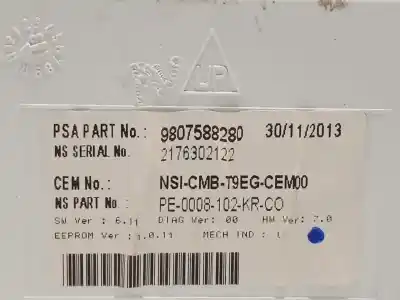 JP
PSA PART No.: 9807588280 30/11/2013
NS SERIAL No. 2176302122
CEM No.: NSI-CMB-T9EG-CEM00
NS PART No.: PE-0008-102-KR-CO
SW Ver : 6.11 DIAG Ver: 00 HW Ver: 7.0
EEPROM Ver: .0.11 MECH IND :